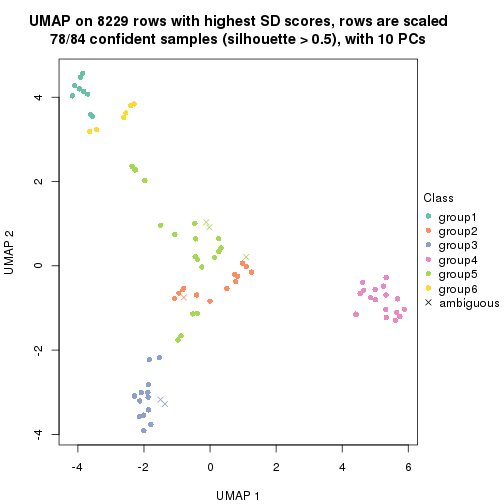 UMAP on 8229 rows with highest SD scores, rows are scaled
78/84 confident samples (silhouette > 0.5), with 10 PCs
UMAP 2
4
2
0
-2
-4
-4 -2 0 2 4 6
UMAP 1
Class
group1
group2
group3
group4
group5
group6
ambiguous